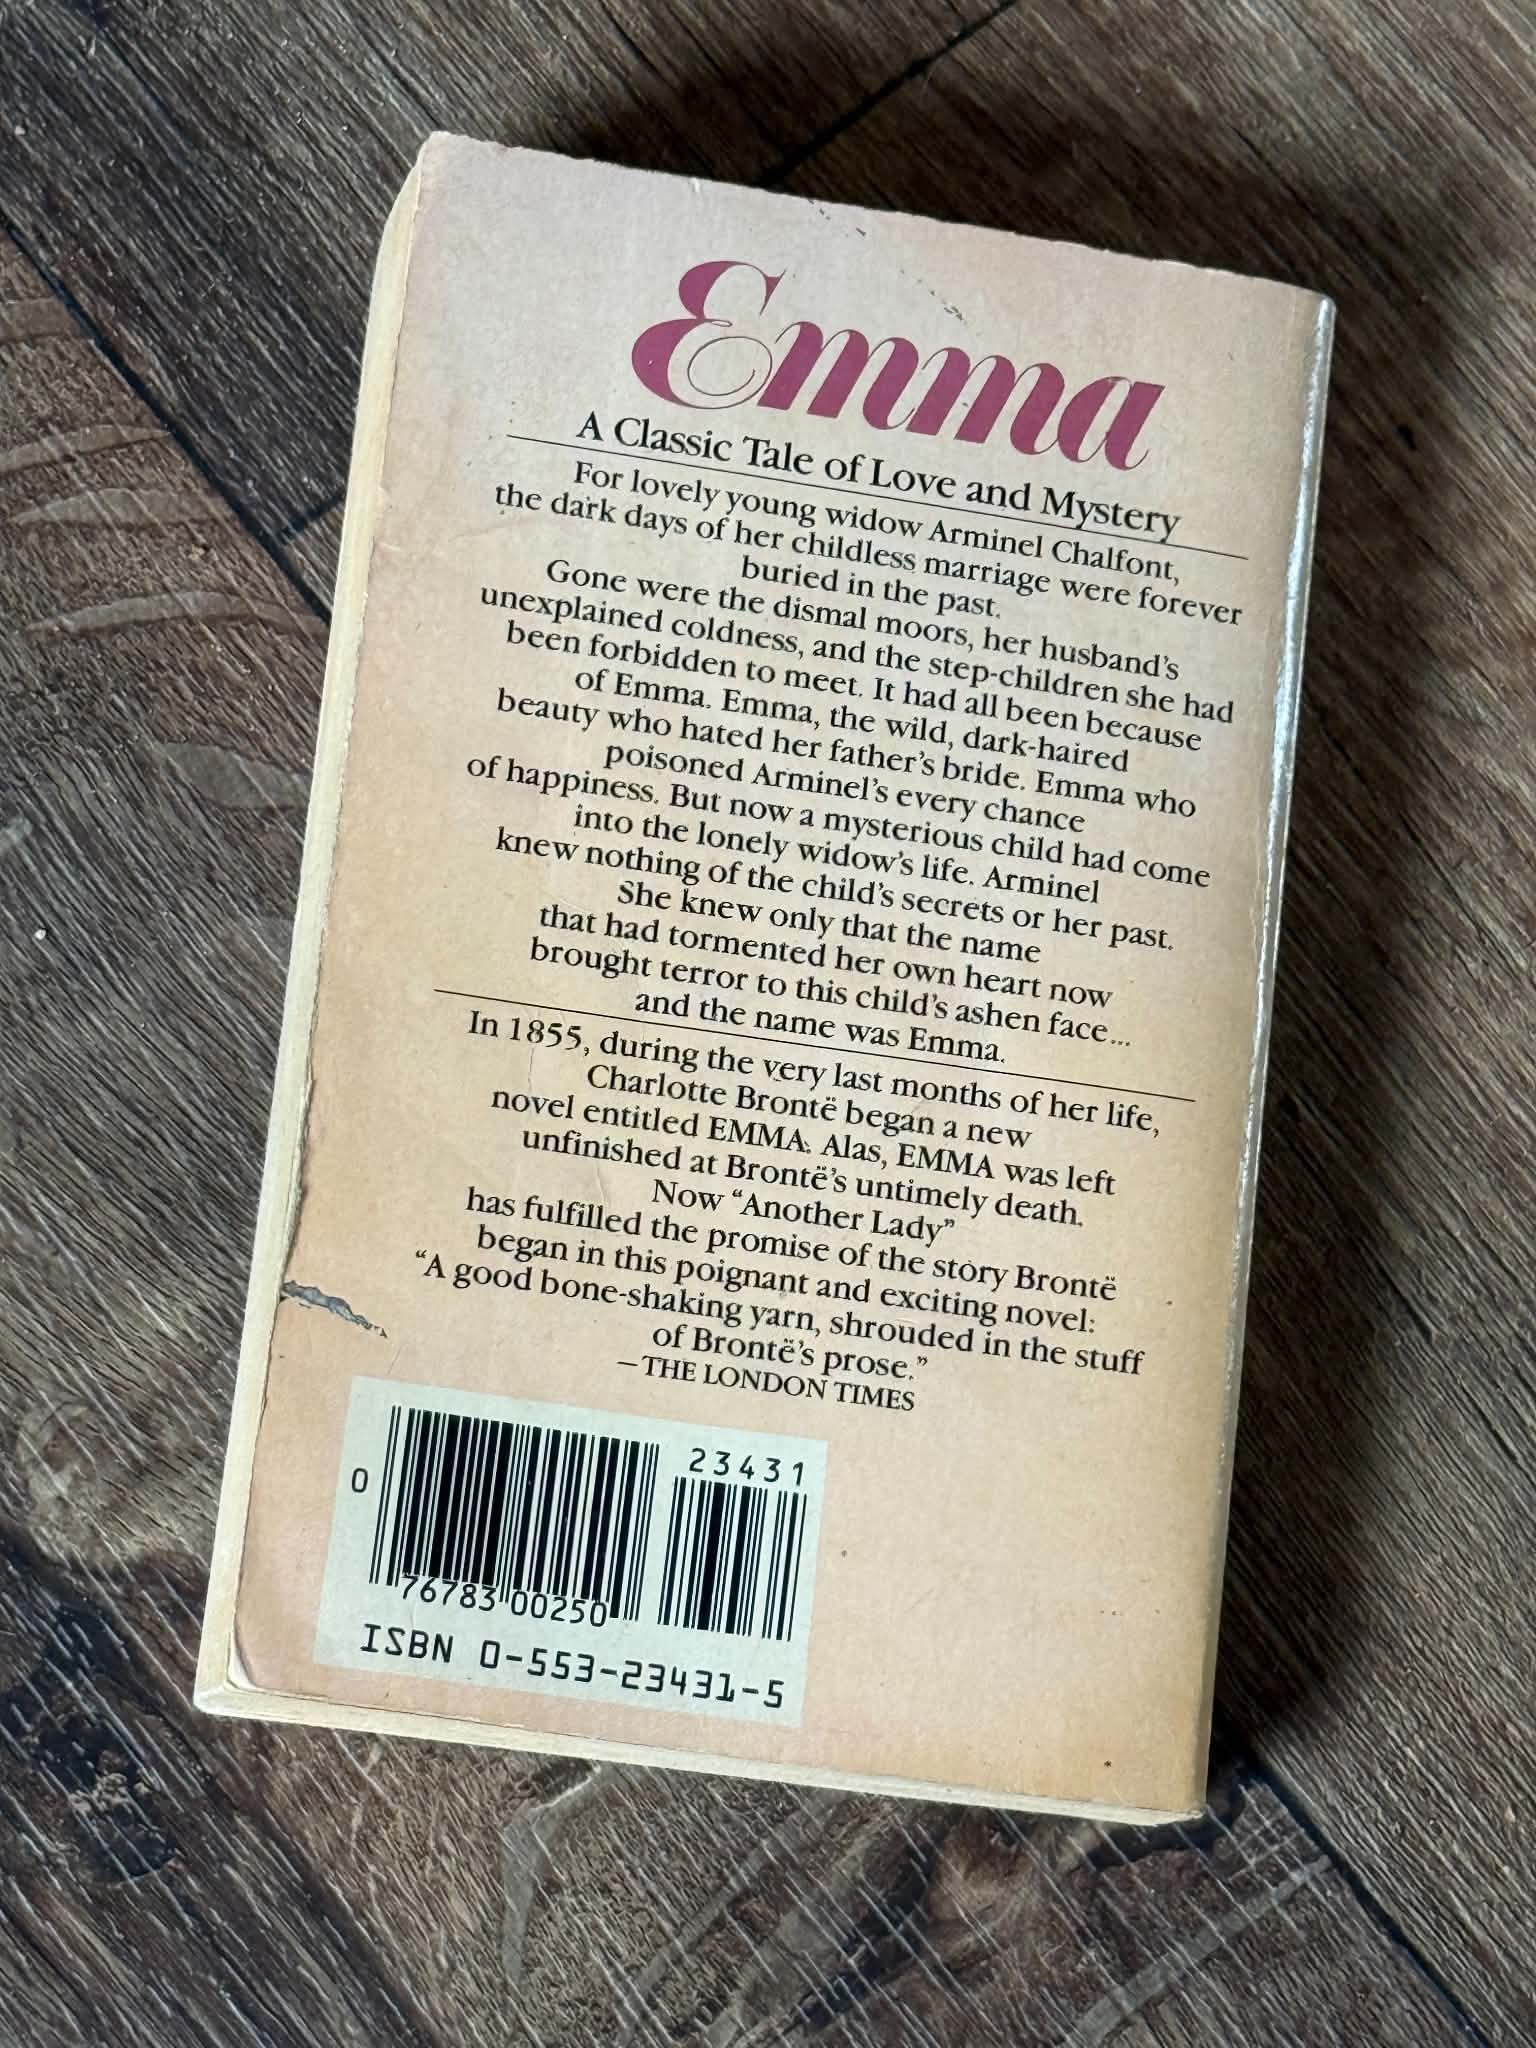 Emma
A Classic Tale of Love and Mystery
For lovely young widow Arminel Chalfont,
the dark days of her childless marriage were forever
buried in the past.
Gone were the dismal moors, her husband's
unexplained coldness, and the step-children she had
been forbidden to meet. It had all been because
of Emma. Emma, the wild, dark-haired
beauty who hated her father's bride. Emma who
poisoned Arminel's every chance
of happiness. But now a mysterious child had come
into the lonely widow's life. Arminel
knew nothing of the child's secrets or her past.
She knew only that the name
that had tormented her own heart now
brought terror to this child's ashen face...
and the name was Emma.
In 1855, during the very last months of her life,
Charlotte Brontë began a new
novel entitled EMMA. Alas, EMMA was left
unfinished at Brontë's untimely death.
Now "Another Lady"
has fulfilled the promise of the story Brontë
began in this poignant and exciting novel:
"A good bone-shaking yarn, shrouded in the stuff
of Brontë's prose."
—THE LONDON TIMES
23431
0 76783 00250
ISBN 0-553-23431-5